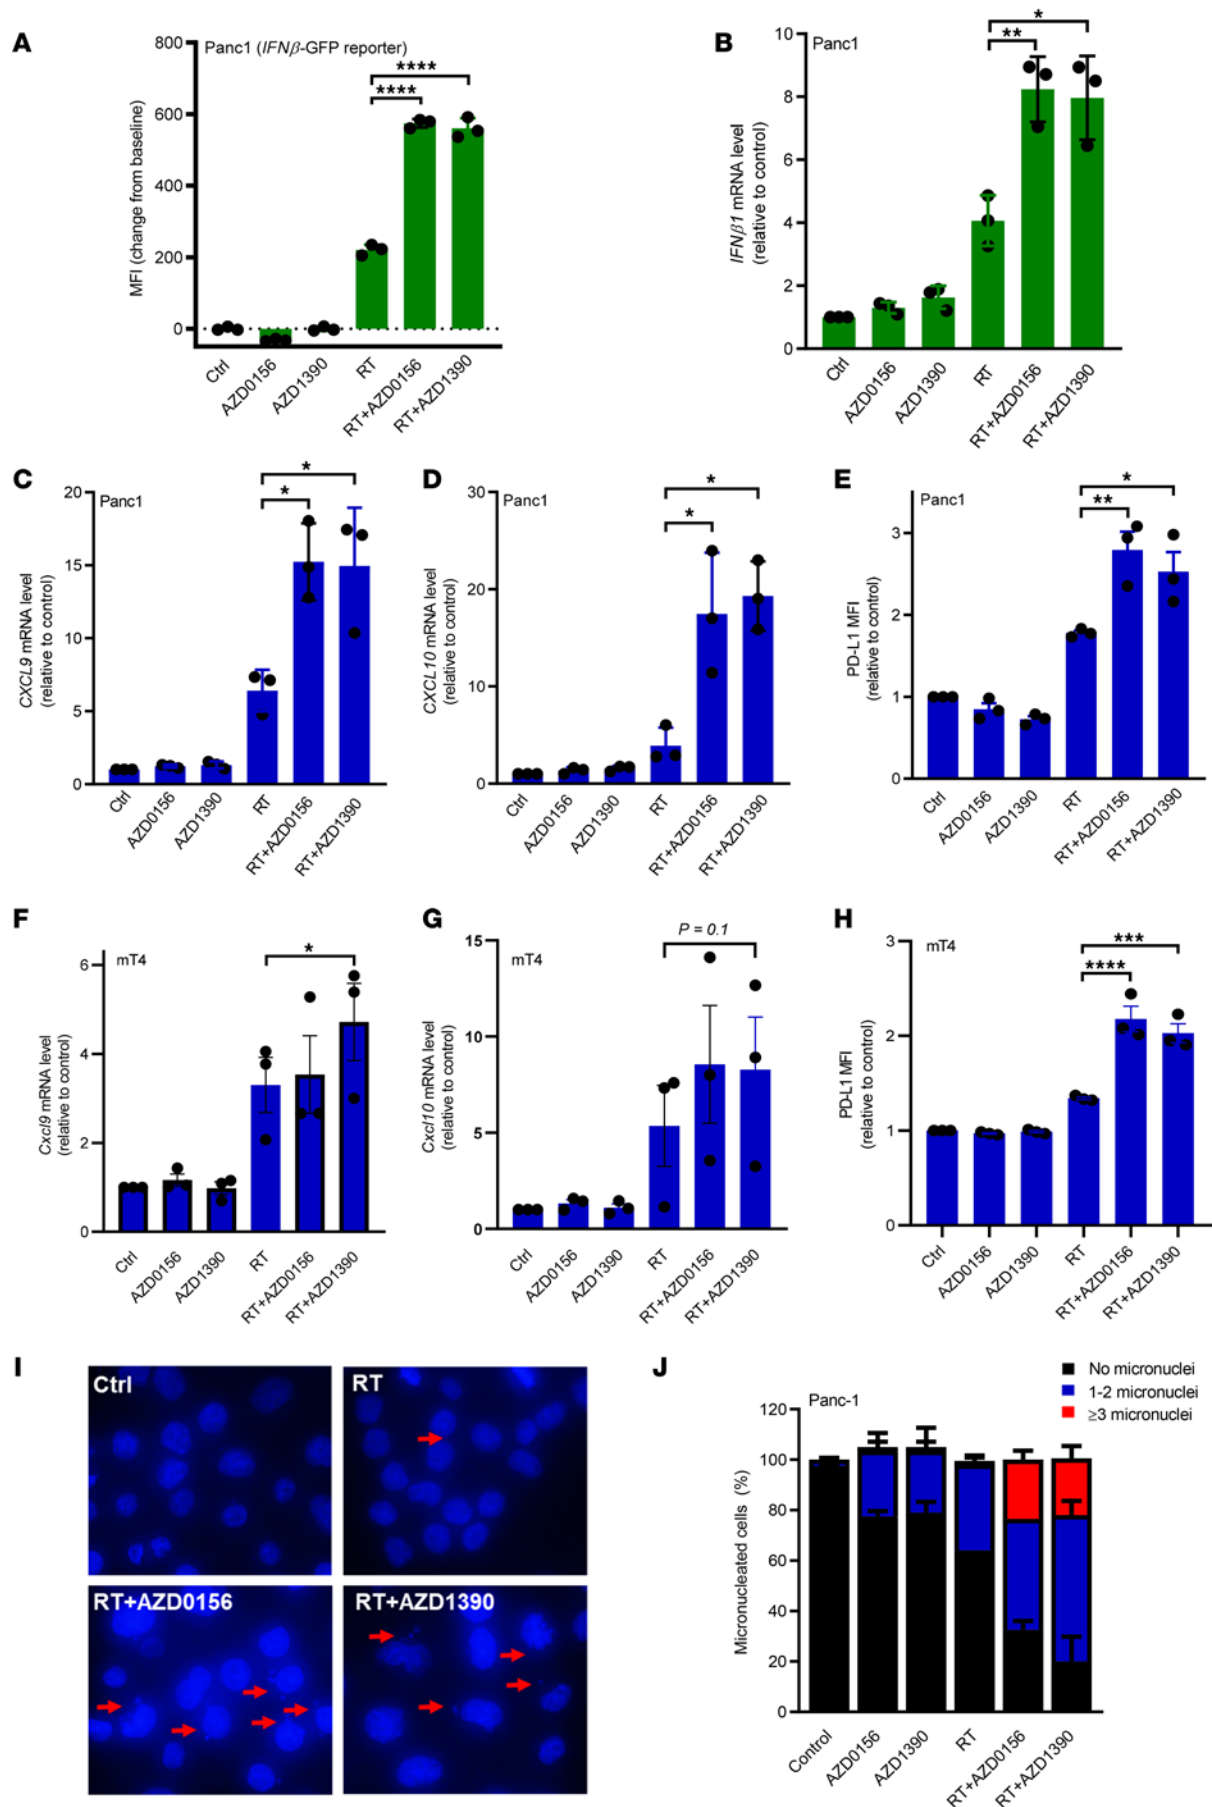 A
Panc1 (IFNβ-GFP reporter)
MFI (change from baseline)
800
600
400
200
0
****
****
Ctrl
AZD0156
AZD1390
RT
RT+AZD0156
RT+AZD1390
B
Panc1
IFNβ1 mRNA level
(relative to control)
10
8
6
4
2
0
*
**
Ctrl
AZD0156
AZD1390
RT
RT+AZD0156
RT+AZD1390
C
Panc1
CXCL9 mRNA level
(relative to control)
20
15
10
5
0
*
*
Ctrl
AZD0156
AZD1390
RT
RT+AZD0156
RT+AZD1390
D
Panc1
CXCL10 mRNA level
(relative to control)
30
20
10
0
*
*
Ctrl
AZD0156
AZD1390
RT
RT+AZD0156
RT+AZD1390
E
Panc1
PD-L1 MFI
(relative to control)
3
2
1
0
*
**
Ctrl
AZD0156
AZD1390
RT
RT+AZD0156
RT+AZD1390
F
mT4
Cxcl9 mRNA level
(relative to control)
6
4
2
0
*
Ctrl
AZD0156
AZD1390
RT
RT+AZD0156
RT+AZD1390
G
mT4
Cxcl10 mRNA level
(relative to control)
15
10
5
0
P = 0.1
Ctrl
AZD0156
AZD1390
RT
RT+AZD0156
RT+AZD1390
H
mT4
PD-L1 MFI
(relative to control)
3
2
1
0
***
****
Ctrl
AZD0156
AZD1390
RT
RT+AZD0156
RT+AZD1390
I
Ctrl
RT
RT+AZD0156
RT+AZD1390
J
No micronuclei
1-2 micronuclei
≥3 micronuclei
Panc-1
Micronucleated cells (%)
120
100
80
60
40
20
0
Control
AZD0156
AZD1390
RT
RT+AZD0156
RT+AZD1390